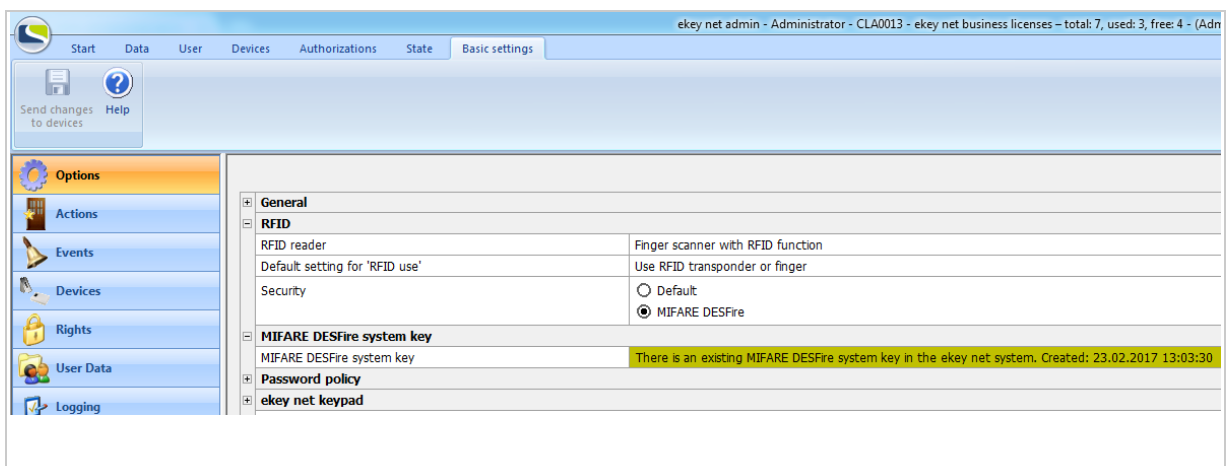 ekey net admin - Administrator - CLA0013 - ekey net business licenses – total: 7, used: 3, free: 4 - (Adn
Start Data User Devices Authorizations State Basic settings
Send changes to devices
Help
Options
Actions
Events
Devices
Rights
User Data
Logging
General
RFID
RFID reader Finger scanner with RFID function
Default setting for 'RFID use' Use RFID transponder or finger
Security Default
MIFARE DESFire
MIFARE DESFire system key
MIFARE DESFire system key There is an existing MIFARE DESFire system key in the ekey net system. Created: 23.02.2017 13:03:30
Password policy
ekey net keypad